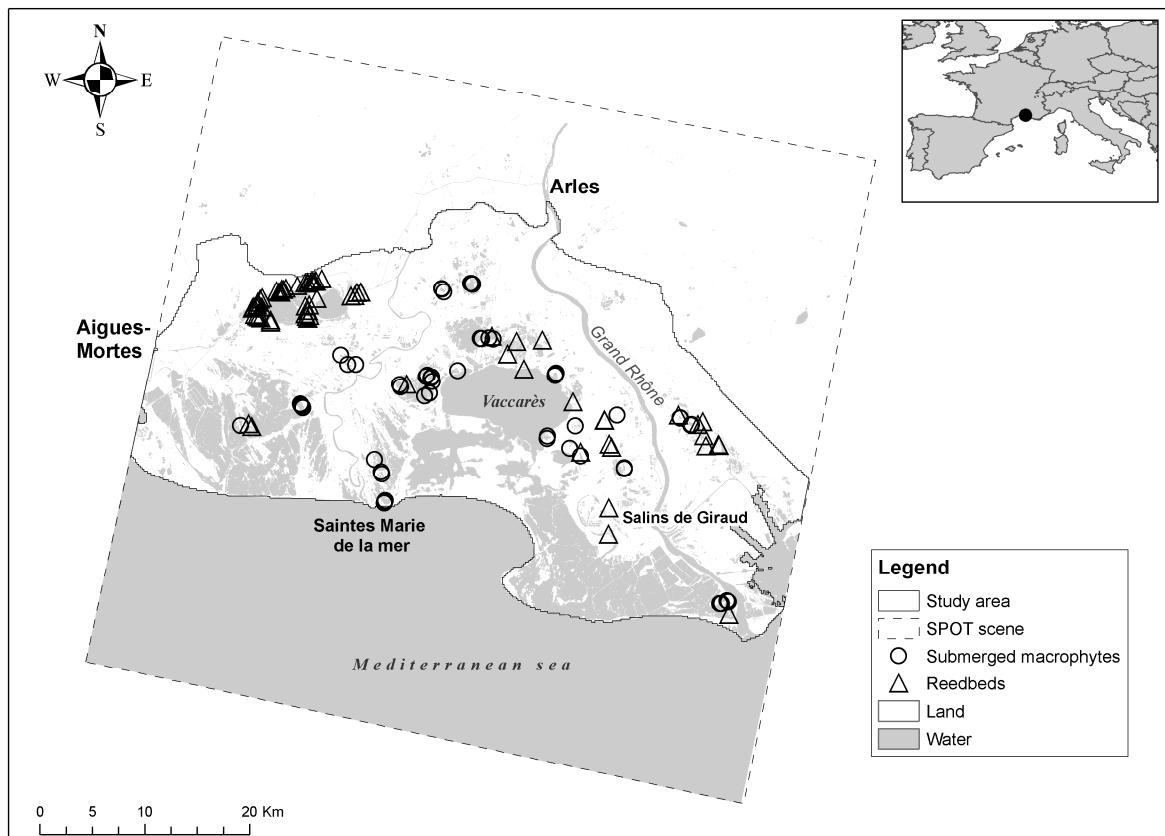 N
W E
S
Arles
Aigues-
Mortes
Grand Rhône
Vaccarès
Saintes Marie
de la mer
Salins de Giraud
Mediterranean sea
Legend
Study area
SPOT scene
Submerged macrophytes
Reedbeds
Land
Water
0 5 10 20 Km